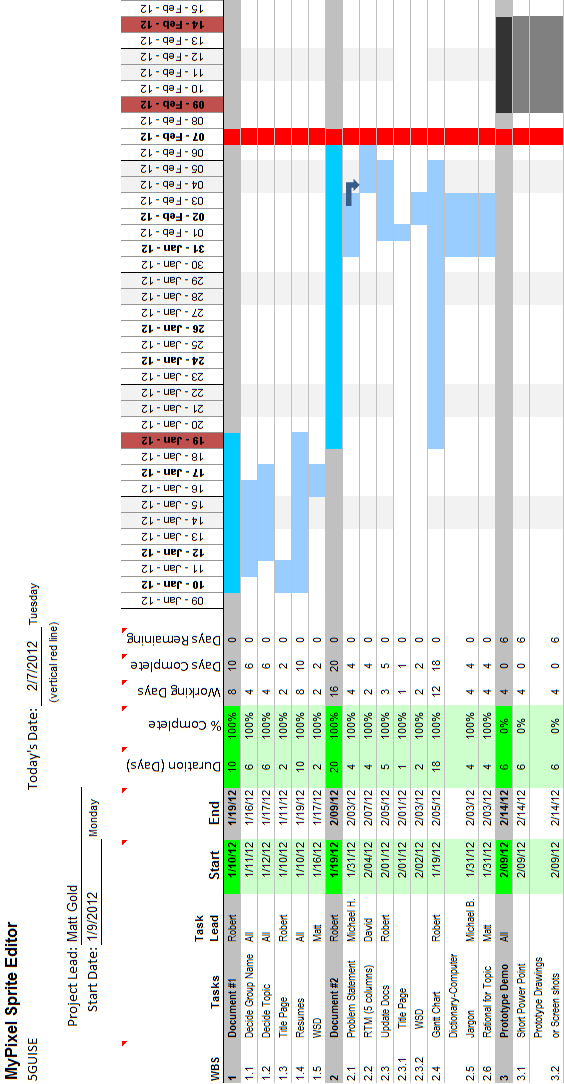 MyPixel Sprite Editor
5GUISE
Today's Date: 2/7/2012 Tuesday
(vertical red line)
Project Lead: Matt Gold
Start Date: 1/9/2012 Monday
WBS Tasks Task Lead Start End Duration (Days) % Complete Working Days Days Complete Days Remaining
09 - Jan - 12
10 - Jan - 12
11 - Jan - 12
12 - Jan - 12
13 - Jan - 12
14 - Jan - 12
15 - Jan - 12
16 - Jan - 12
17 - Jan - 12
18 - Jan - 12
19 - Jan - 12
20 - Jan - 12
21 - Jan - 12
22 - Jan - 12
23 - Jan - 12
24 - Jan - 12
25 - Jan - 12
26 - Jan - 12
27 - Jan - 12
28 - Jan - 12
29 - Jan - 12
30 - Jan - 12
31 - Jan - 12
01 - Feb - 12
02 - Feb - 12
03 - Feb - 12
04 - Feb - 12
05 - Feb - 12
06 - Feb - 12
07 - Feb - 12
08 - Feb - 12
09 - Feb - 12
10 - Feb - 12
11 - Feb - 12
12 - Feb - 12
13 - Feb - 12
14 - Feb - 12
15 - Feb - 12
1 Document #1 Robert 1/10/12 1/19/12 10 100% 8 10 0
1.1 Decide Group Name All 1/11/12 1/16/12 6 100% 4 6 0
1.2 Decide Topic All 1/12/12 1/17/12 6 100% 4 6 0
1.3 Title Page Robert 1/10/12 1/11/12 2 100% 2 2 0
1.4 Resumes All 1/10/12 1/19/12 10 100% 8 10 0
1.5 WSD Matt 1/16/12 1/17/12 2 100% 2 2 0
2 Document #2 Robert 1/19/12 2/09/12 20 100% 16 20 0
2.1 Problem Statement Michael H. 1/31/12 2/03/12 4 100% 4 4 0
2.2 RTM (5 columns) David 2/04/12 2/07/12 4 100% 2 4 0
2.3 Update Docs Robert 2/01/12 2/05/12 5 100% 3 5 0
2.3.1 Title Page 2/01/12 2/01/12 1 100% 1 1 0
2.3.2 WSD 2/02/12 2/03/12 2 100% 2 2 0
2.4 Gantt Chart Robert 1/19/12 2/05/12 18 100% 12 18 0
Dictionary-Computer
2.5 Jargon Michael B. 1/31/12 2/03/12 4 100% 4 4 0
2.6 Rational for Topic Matt 1/31/12 2/03/12 4 100% 4 4 0
3 Prototype Demo All 2/09/12 2/14/12 6 0% 4 0 6
3.1 Short Power Point 2/09/12 2/14/12 6 0% 4 0 6
Prototype Drawings
3.2 or Screen shots 2/09/12 2/14/12 6 0% 4 0 6